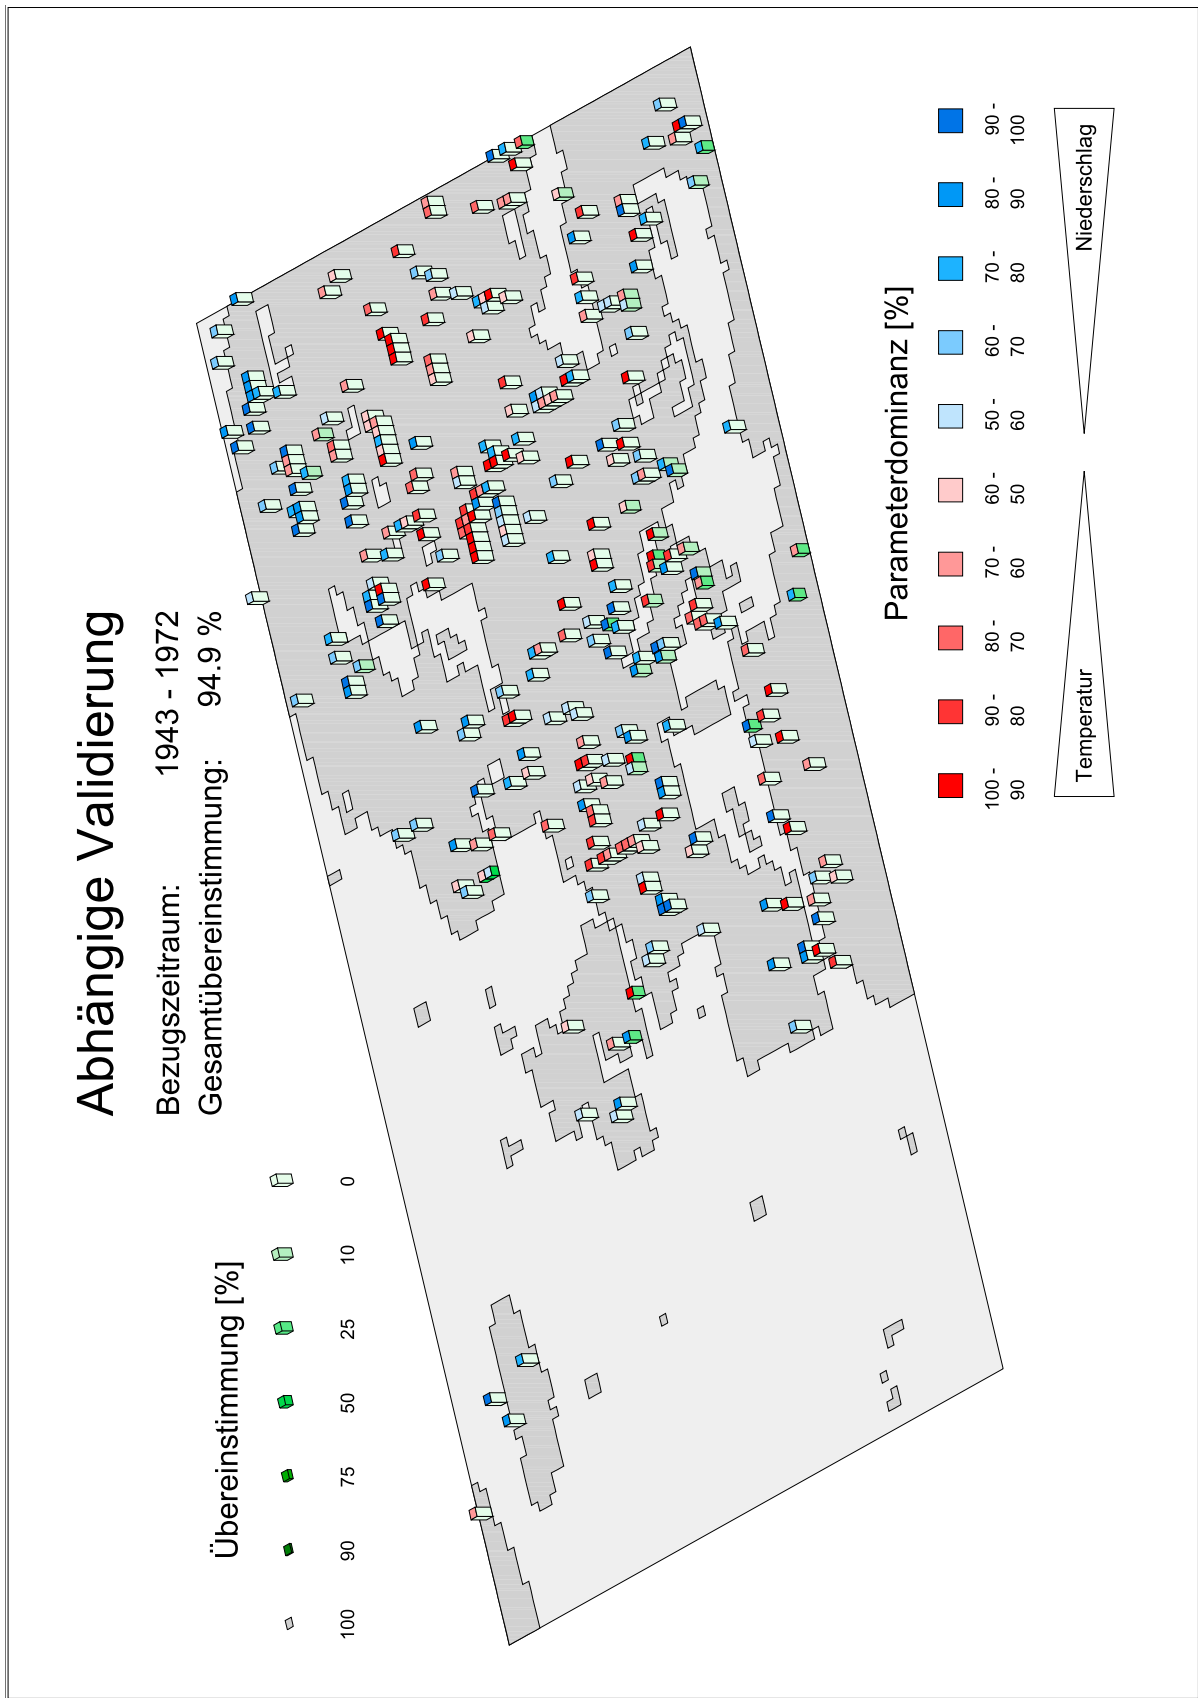 Abhängige Validierung
Bezugszeitraum: 1943 - 1972
Gesamtübereinstimmung: 94.9 %
Übereinstimmung [%]
100 90 75 50 25 10 0
Parameterdominanz [%]
100 - 90 - 80 - 70 - 60 - 50 - 60 - 70 - 80 - 90 -
90 80 70 60 50 60 70 80 90 100
Temperatur Niederschlag